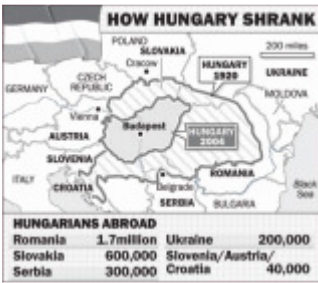 HOW HUNGARY SHRANK
POLAND
SLOVAKIA
Cracow
200 miles
HUNGARY
1920
UKRAINE
CZECH
REPUBLIC
GERMANY
MOLDOVA
Vienna
Budapest
AUSTRIA
HUNGARY
2004
SLOVENIA
ITALY
ROMANIA
CROATIA
Belgrade
Black
Sea
SERBIA
BULGARIA
HUNGARIANS ABROAD
Romania 1.7million
Slovakia 600,000
Serbia 300,000
Ukraine 200,000
Slovenia/Austria/
Croatia 40,000